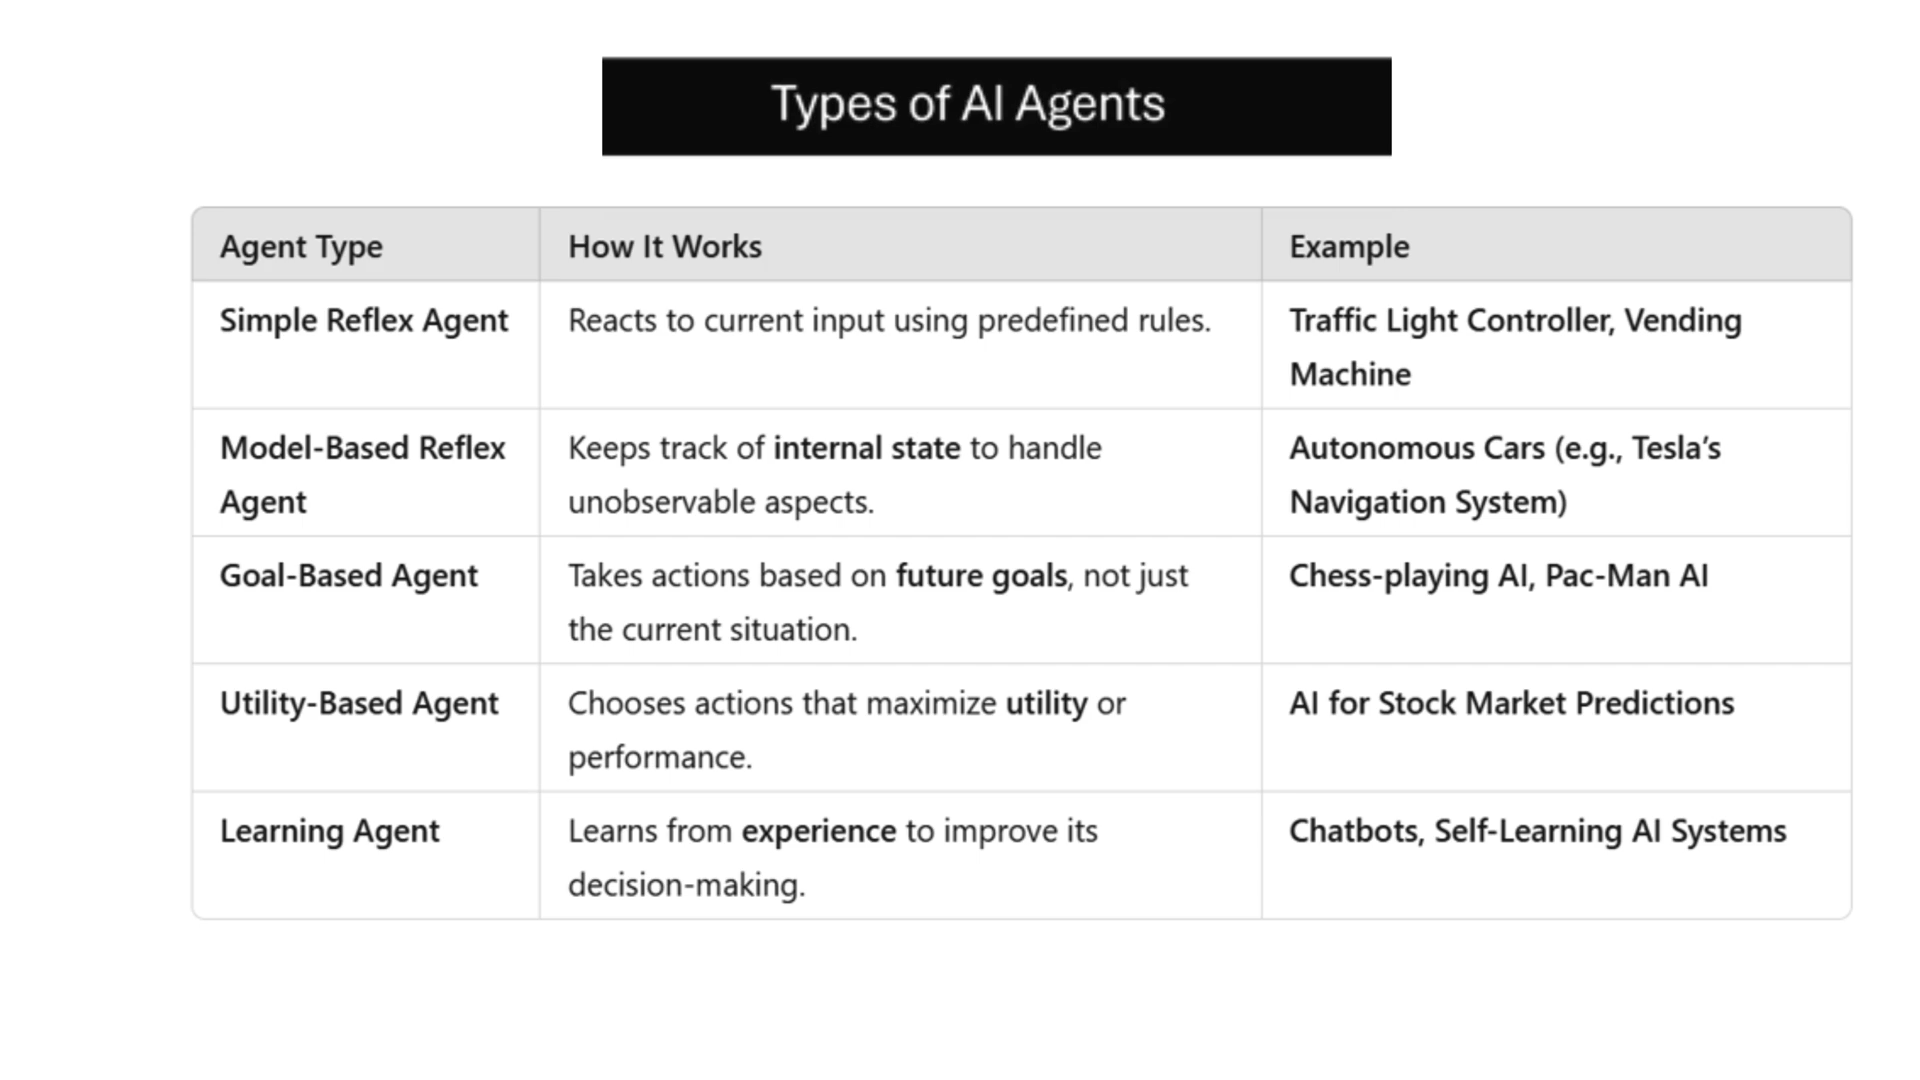 Types of AI Agents
Agent Type
How It Works
Example
Simple Reflex Agent
Reacts to current input using predefined rules.
Traffic Light Controller, Vending
Machine
Model-Based Reflex
Agent
Keeps track of internal state to handle
unobservable aspects.
Autonomous Cars (e.g., Tesla’s
Navigation System)
Goal-Based Agent
Takes actions based on future goals, not just
the current situation.
Chess-playing AI, Pac-Man AI
Utility-Based Agent
Chooses actions that maximize utility or
performance.
AI for Stock Market Predictions
Learning Agent
Learns from experience to improve its
decision-making.
Chatbots, Self-Learning AI Systems